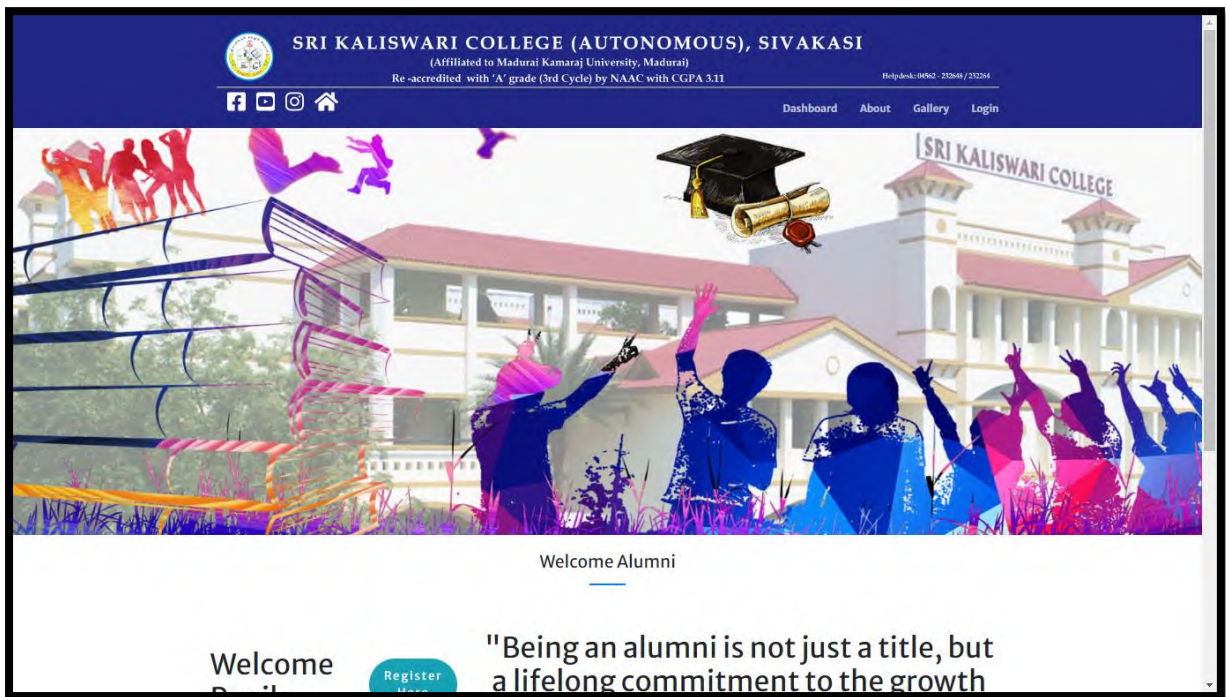 SRI KALISWARI COLLEGE (AUTONOMOUS), SIVAKASI
(Affiliated to Madurai Kamaraj University, Madurai)
Re -accredited with 'A' grade (3rd Cycle) by NAAC with CGPA 3.11
Helpdesk: 04562 - 232648 / 232264
Dashboard About Gallery Login
SRI KALISWARI COLLEGE
Welcome Alumni
Welcome
Register
Here
"Being an alumni is not just a title, but
a lifelong commitment to the growth